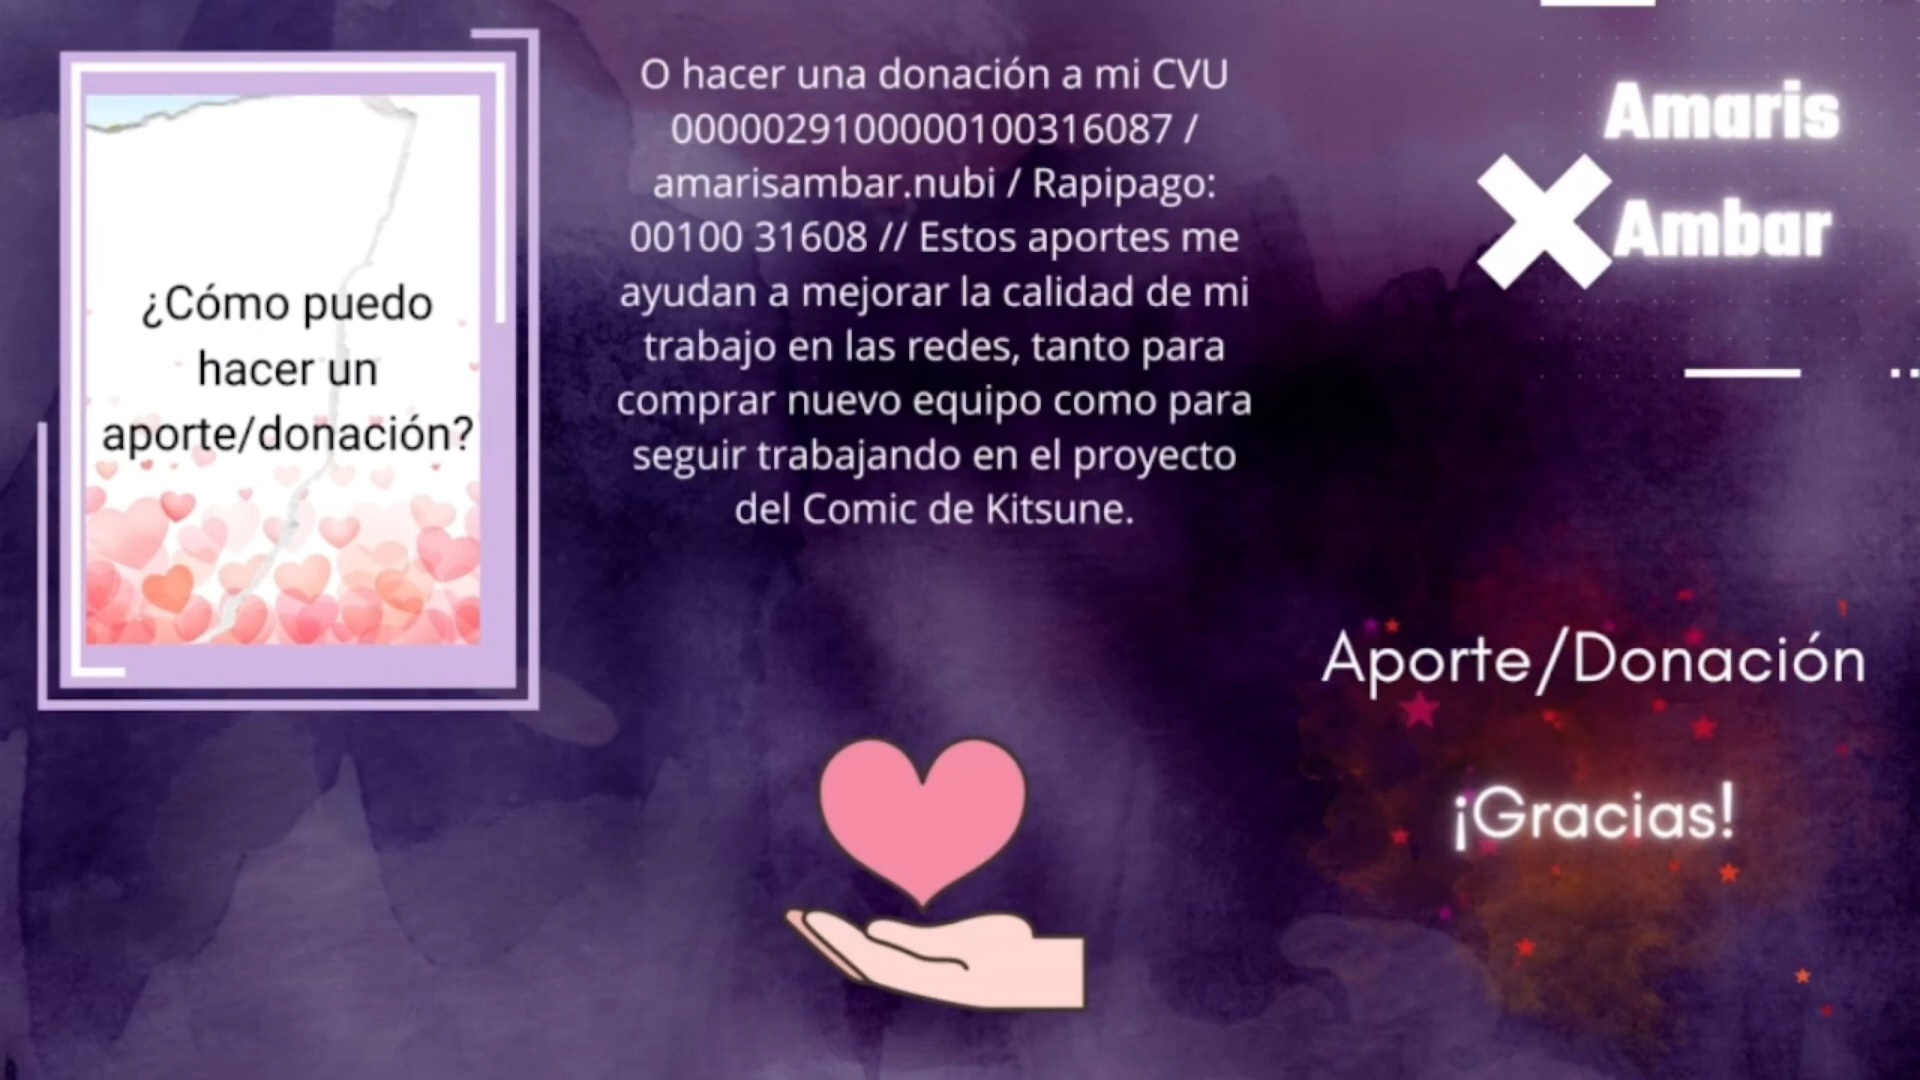 ¿Cómo puedo
hacer un
aporte/donación?
O hacer una donación a mi CVU
0000029100000100316087 /
amarisambar.nubi / Rapipago:
00100 31608 // Estos aportes me
ayudan a mejorar la calidad de mi
trabajo en las redes, tanto para
comprar nuevo equipo como para
seguir trabajando en el proyecto
del Comic de Kitsune.
Amaris
Ambar
Aporte/Donación
¡Gracias!